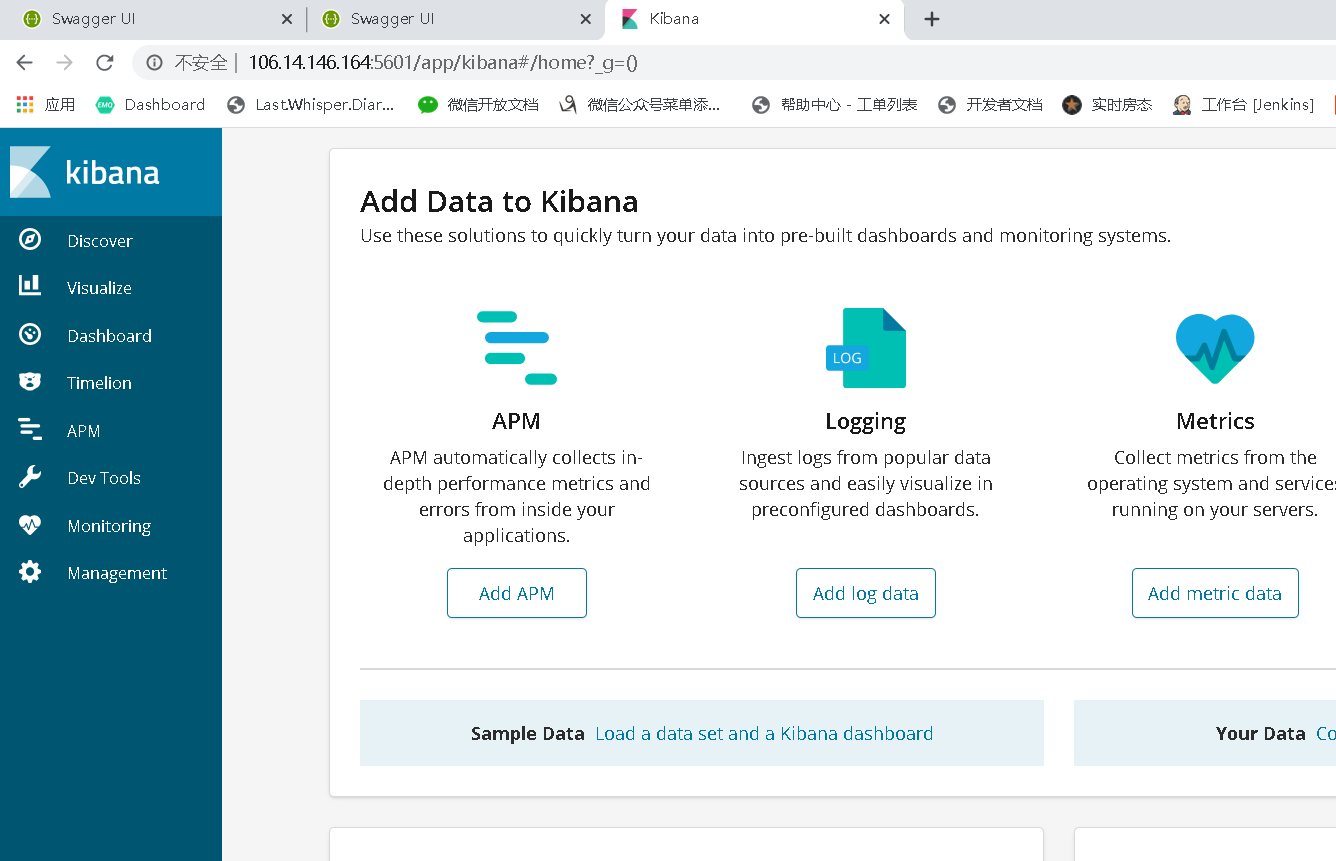 Swagger UI
Swagger UI
Kibana
不安全 | 106.14.146.164:5601/app/kibana#/home?_g=()
应用
Dashboard
Last.Whisper.Diar...
微信开放文档
微信公众号菜单添...
帮助中心 - 工单列表
开发者文档
实时房态
工作台 [Jenkins]
kibana
Discover
Visualize
Dashboard
Timelion
APM
Dev Tools
Monitoring
Management
Add Data to Kibana
Use these solutions to quickly turn your data into pre-built dashboards and monitoring systems.
APM
APM automatically collects in-
depth performance metrics and
errors from inside your
applications.
Add APM
LOG
Logging
Ingest logs from popular data
sources and easily visualize in
preconfigured dashboards.
Add log data
Metrics
Collect metrics from the
operating system and services
running on your servers.
Add metric data
Sample Data Load a data set and a Kibana dashboard
Your Data